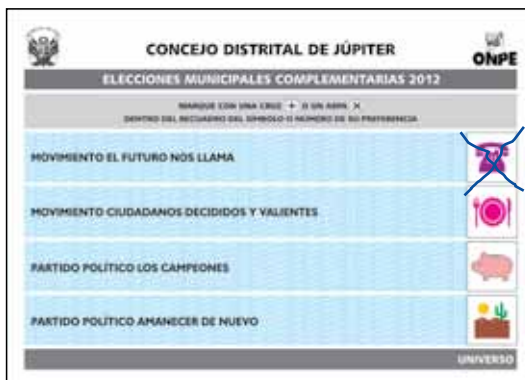 CONCEJO DISTRITAL DE JÚPITER
ONPE
ELECCIONES MUNICIPALES COMPLEMENTARIAS 2012
MARQUE CON UNA CRUZ + O UN ASPA X
DENTRO DEL RECUADRO DEL SÍMBOLO O NÚMERO DE SU PREFERENCIA
MOVIMIENTO EL FUTURO NOS LLAMA
MOVIMIENTO CIUDADANOS DECIDIDOS Y VALIENTES
PARTIDO POLÍTICO LOS CAMPEONES
PARTIDO POLÍTICO AMANECER DE NUEVO
UNIVERSO